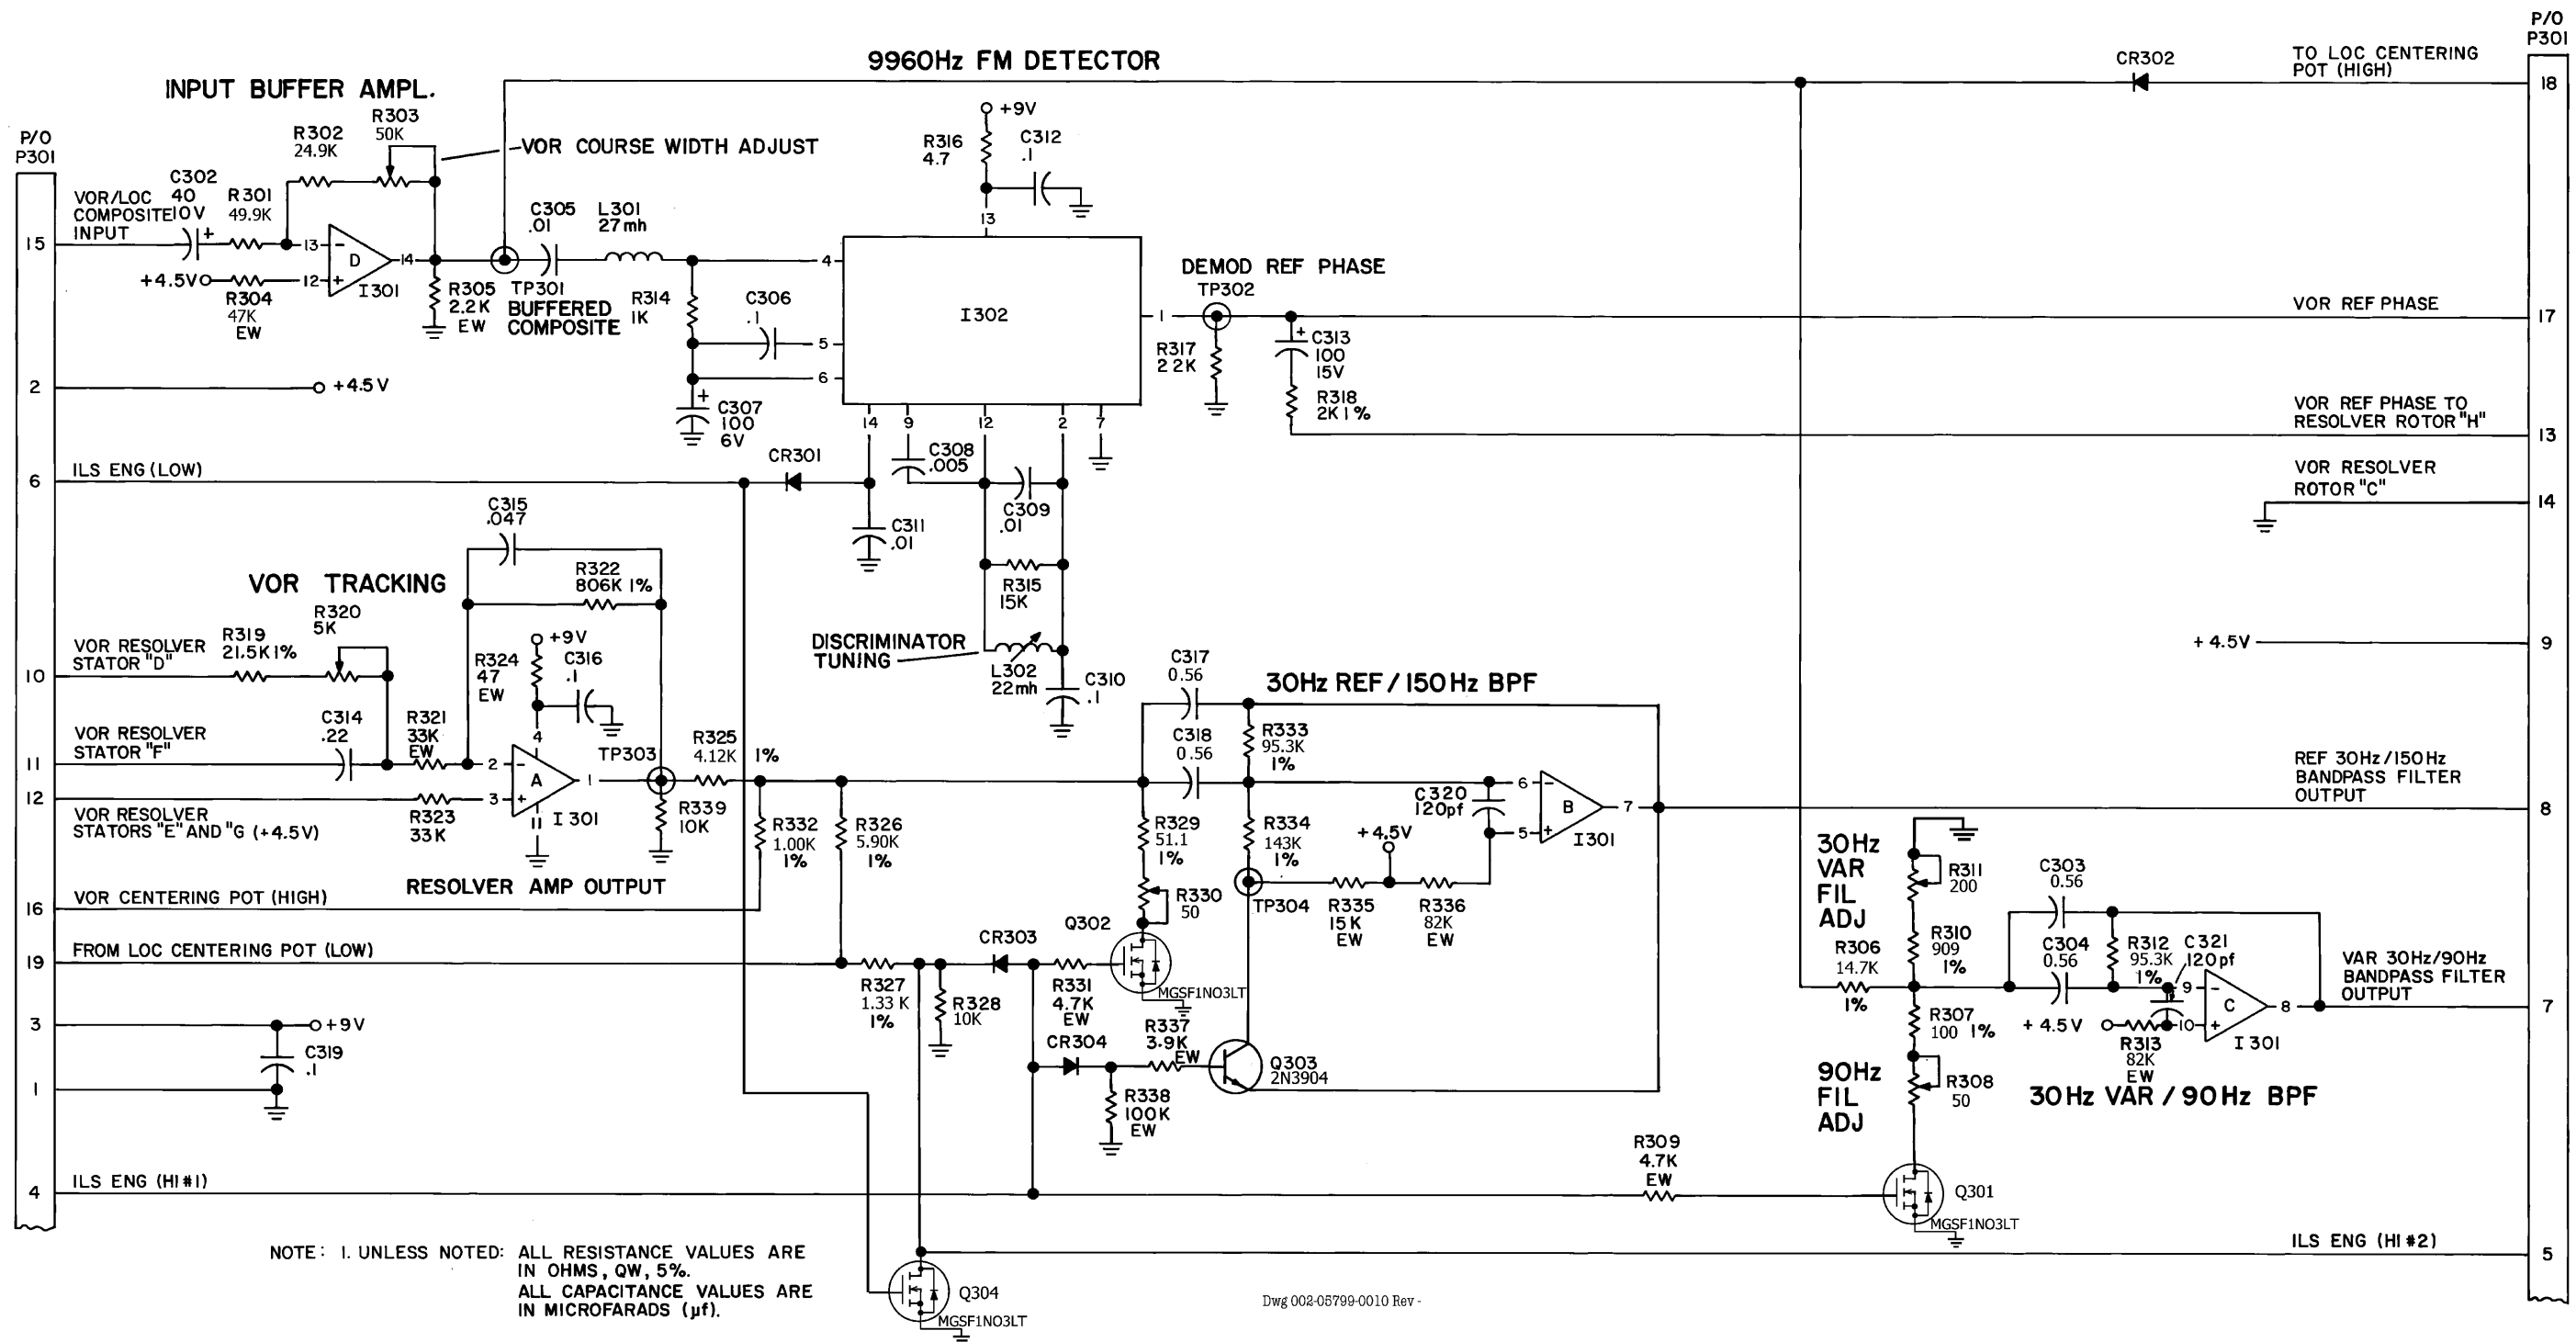 P/O
P301
9960Hz FM DETECTOR
CR302
TO LOC CENTERING
POT (HIGH)
18
INPUT BUFFER AMPL.
R303
50K
R302
24.9K
VOR COURSE WIDTH ADJUST
P/O
P301
+9V
R316
4.7
C312
.1
13
VOR/LOC
COMPOSITE
INPUT
C302
40
10V
+
R301
49.9K
15
13
-
D
14
12
+
I301
+4.5V
R304
47K
EW
R305
2.2K
EW
C305
.01
L301
27mh
TP301
BUFFERED
COMPOSITE
R314
1K
C306
.1
4
5
6
I302
1
DEMOD REF PHASE
TP302
VOR REF PHASE
17
R317
22K
+
C313
100
15V
R318
2K 1%
2
+4.5V
+
C307
100
6V
14
9
12
2
7
VOR REF PHASE TO
RESOLVER ROTOR "H"
13
ILS ENG (LOW)
6
CR301
C308
.005
C309
.01
C311
.01
VOR RESOLVER
ROTOR "C"
14
C315
.047
R322
806K 1%
R315
15K
VOR TRACKING
R320
5K
R319
21.5K 1%
VOR RESOLVER
STATOR "D"
10
+9V
R324
47
EW
C316
.1
DISCRIMINATOR
TUNING
L302
22mh
C310
.1
+4.5V
9
C317
0.56
30Hz REF/150Hz BPF
VOR RESOLVER
STATOR "F"
11
C314
.22
R321
33K
EW
4
2
-
A
1
3
+
11
I301
TP303
R325
4.12K
1%
C318
0.56
R333
95.3K
1%
12
VOR RESOLVER
STATORS "E" AND "G (+4.5V)
R323
33K
R339
10K
R332
1.00K
1%
R326
5.90K
1%
R329
51.1
1%
R334
143K
1%
C320
120pf
+4.5V
6
-
B
7
5
+
I301
REF 30Hz/150Hz
BANDPASS FILTER
OUTPUT
8
RESOLVER AMP OUTPUT
VOR CENTERING POT (HIGH)
16
R330
50
TP304
R335
15K
EW
R336
82K
EW
30Hz
VAR
FIL
ADJ
R311
200
C303
0.56
FROM LOC CENTERING POT (LOW)
19
CR303
Q302
MGSF1NO3LT
R327
1.33 K
1%
R328
10K
R331
4.7K
EW
R306
14.7K
1%
R310
909
1%
C304
0.56
R312
95.3K
1%
C321
120pf
9
-
C
8
10
+
I301
VAR 30Hz/90Hz
BANDPASS FILTER
OUTPUT
7
3
+9V
C319
.1
1
CR304
R337
3.9K
EW
Q303
2N3904
R338
100K
EW
R307
100 1%
+ 4.5V
R313
82K
EW
90Hz
FIL
ADJ
R308
50
30Hz VAR / 90Hz BPF
R309
4.7K
EW
ILS ENG (HI #1)
4
Q301
MGSF1NO3LT
ILS ENG (HI #2)
5
NOTE: 1. UNLESS NOTED: ALL RESISTANCE VALUES ARE
IN OHMS, QW, 5%.
ALL CAPACITANCE VALUES ARE
IN MICROFARADS (µf).
Q304
MGSF1NO3LT
Dwg 002-05799-0010 Rev -